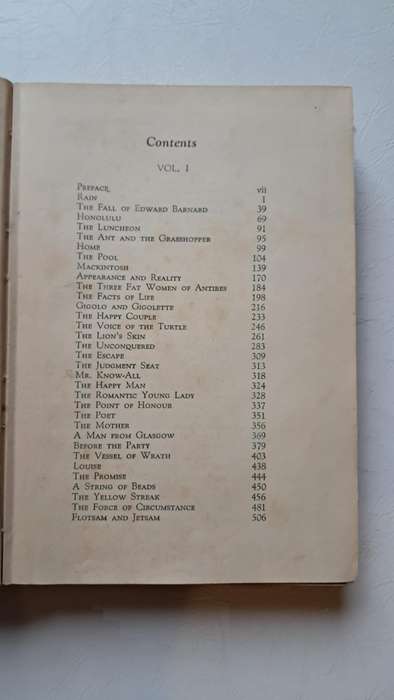 Contents
VOL. I
Preface vii
Rain 1
The Fall of Edward Barnard 39
Honolulu 69
The Luncheon 91
The Ant and the Grasshopper 95
Home 99
The Pool 104
Mackintosh 139
Appearance and Reality 170
The Three Fat Women of Antibes 184
The Facts of Life 198
Gigolo and Gigolette 216
The Happy Couple 233
The Voice of the Turtle 246
The Lion's Skin 261
The Unconquered 283
The Escape 309
The Judgment Seat 313
Mr. Know-All 318
The Happy Man 324
The Romantic Young Lady 328
The Point of Honour 337
The Poet 351
The Mother 356
A Man from Glasgow 369
Before the Party 379
The Vessel of Wrath 403
Louise 438
The Promise 444
A String of Beads 450
The Yellow Streak 456
The Force of Circumstance 481
Flotsam and Jetsam 506